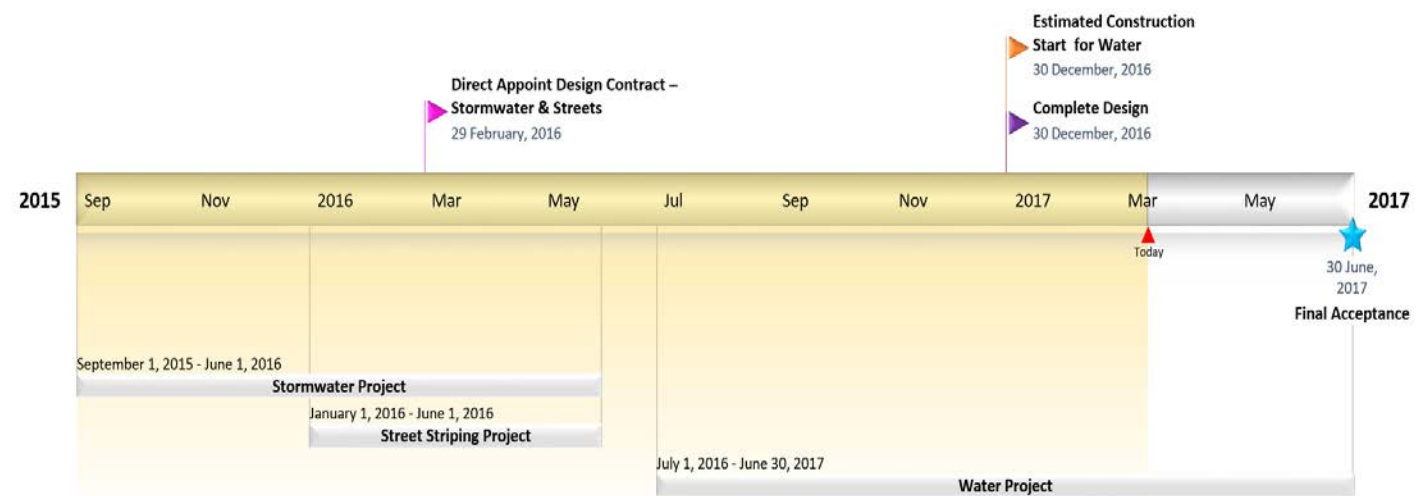 Estimated Construction
Start for Water
30 December, 2016
Direct Appoint Design Contract –
Stormwater & Streets
29 February, 2016
Complete Design
30 December, 2016
2015 Sep Nov 2016 Mar May Jul Sep Nov 2017 Mar May 2017
Today
30 June,
2017
Final Acceptance
September 1, 2015 - June 1, 2016
Stormwater Project
January 1, 2016 - June 1, 2016
Street Striping Project
July 1, 2016 - June 30, 2017
Water Project